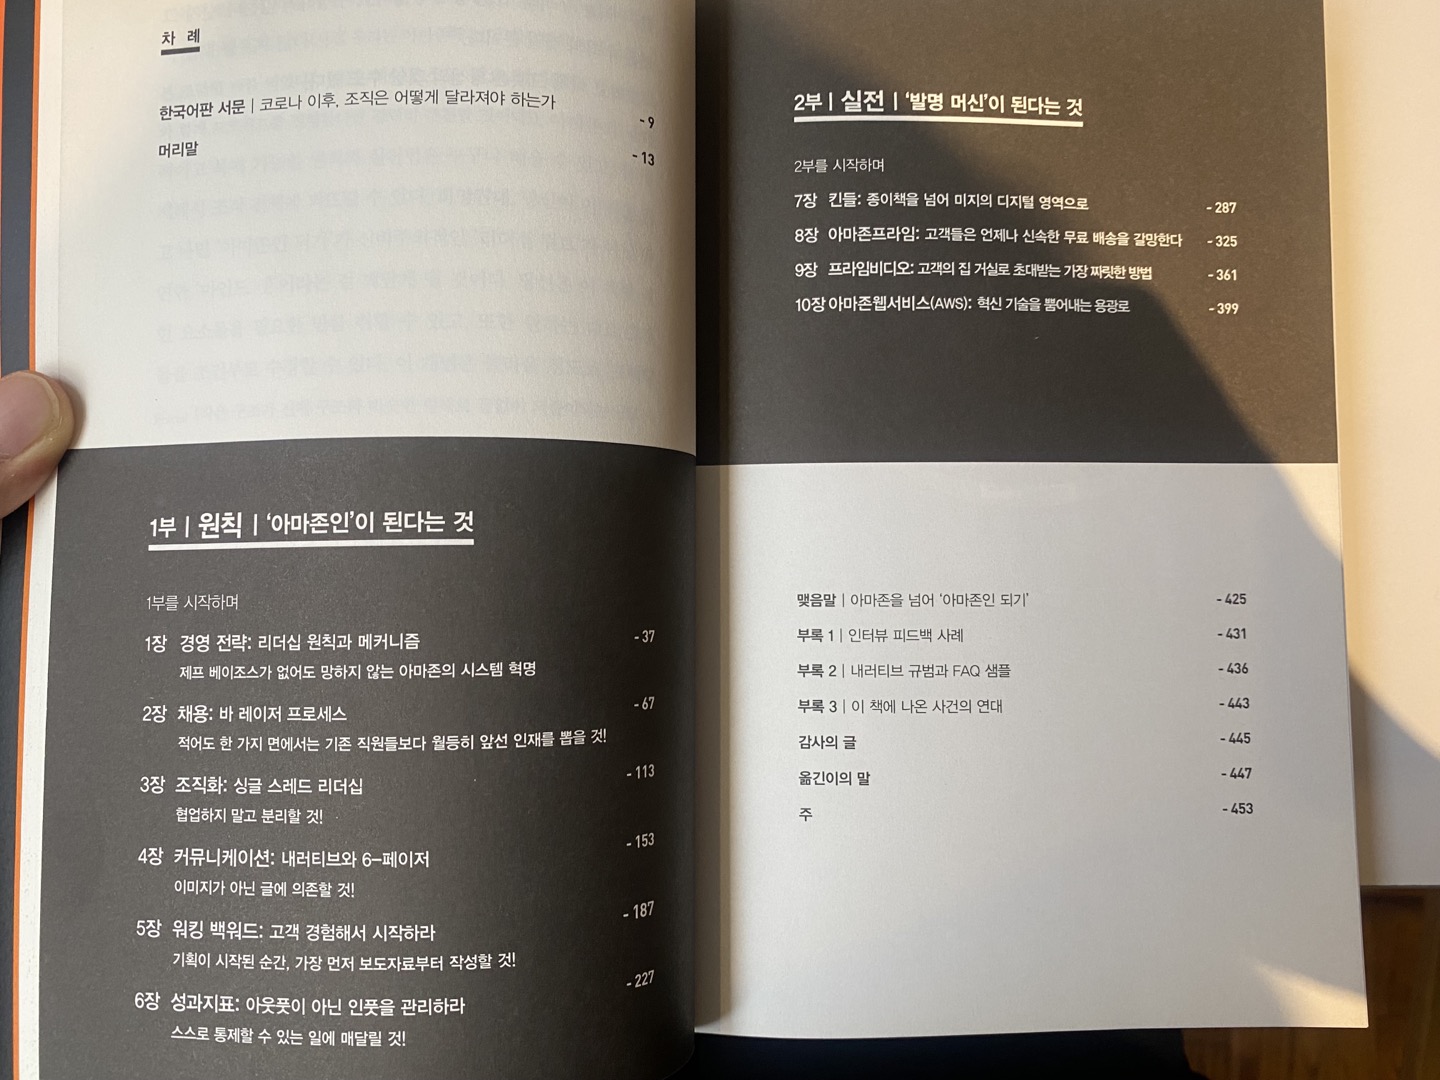 차 례
한국어판 서문 | 코로나 이후, 조직은 어떻게 달라져야 하는가 - 9
머리말 - 13
1부 | 원칙 | ‘아마존인’이 된다는 것
1부를 시작하며
1장 경영 전략: 리더십 원칙과 메커니즘 - 37
제프 베이조스가 없어도 망하지 않는 아마존의 시스템 혁명
2장 채용: 바 레이저 프로세스 - 67
적어도 한 가지 면에서는 기존 직원들보다 월등히 앞선 인재를 뽑을 것!
3장 조직화: 싱글 스레드 리더십 - 113
협업하지 말고 분리할 것!
4장 커뮤니케이션: 내러티브와 6-페이저 - 153
이미지가 아닌 글에 의존할 것!
5장 워킹 백워드: 고객 경험해서 시작하라 - 187
기획이 시작된 순간, 가장 먼저 보도자료부터 작성할 것!
6장 성과지표: 아웃풋이 아닌 인풋을 관리하라 - 227
스스로 통제할 수 있는 일에 매달릴 것!
2부 | 실전 | ‘발명 머신’이 된다는 것
2부를 시작하며
7장 킨들: 종이책을 넘어 미지의 디지털 영역으로 - 287
8장 아마존프라임: 고객들은 언제나 신속한 무료 배송을 갈망한다 - 325
9장 프라임비디오: 고객의 집 거실로 초대받는 가장 짜릿한 방법 - 361
10장 아마존웹서비스(AWS): 혁신 기술을 뿜어내는 용광로 - 399
맺음말 | 아마존을 넘어 ‘아마존인 되기’ - 425
부록 1 | 인터뷰 피드백 사례 - 431
부록 2 | 내러티브 규범과 FAQ 샘플 - 436
부록 3 | 이 책에 나온 사건의 연대 - 443
감사의 글 - 445
옮긴이의 말 - 447
주 - 453